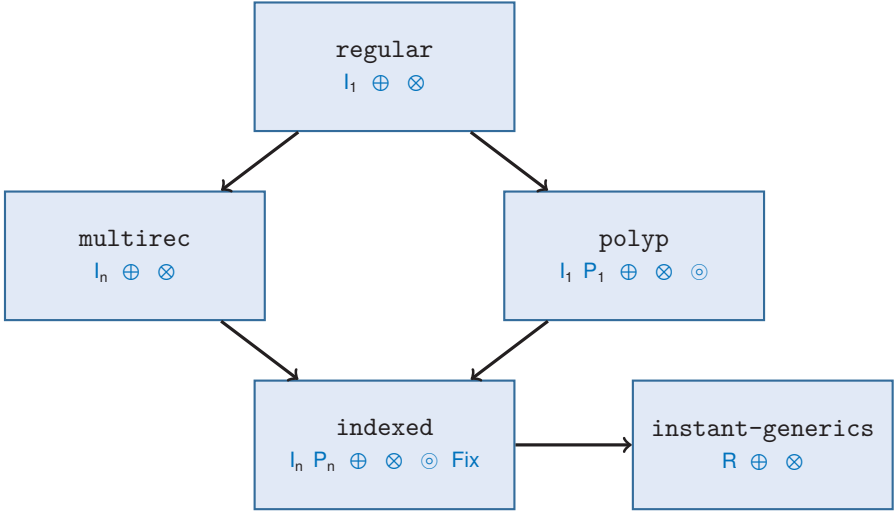 regular
I₁ ⊕ ⊗
multirec
Iₙ ⊕ ⊗
polyp
I₁ P₁ ⊕ ⊗ ⊚
indexed
Iₙ Pₙ ⊕ ⊗ ⊚ Fix
instant-generics
R ⊕ ⊗